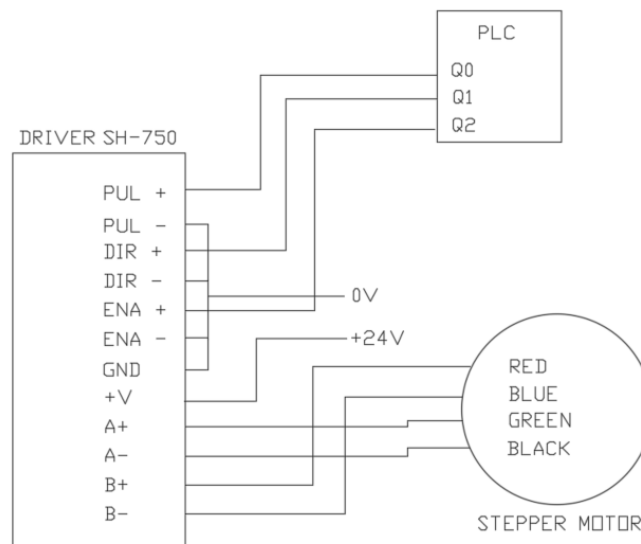 PLC
Q0
Q1
Q2
DRIVER SH-750
PUL +
PUL -
DIR +
DIR -
ENA +
ENA -
GND
+V
A+
A-
B+
B-
0V
+24V
RED
BLUE
GREEN
BLACK
STEPPER MOTOR